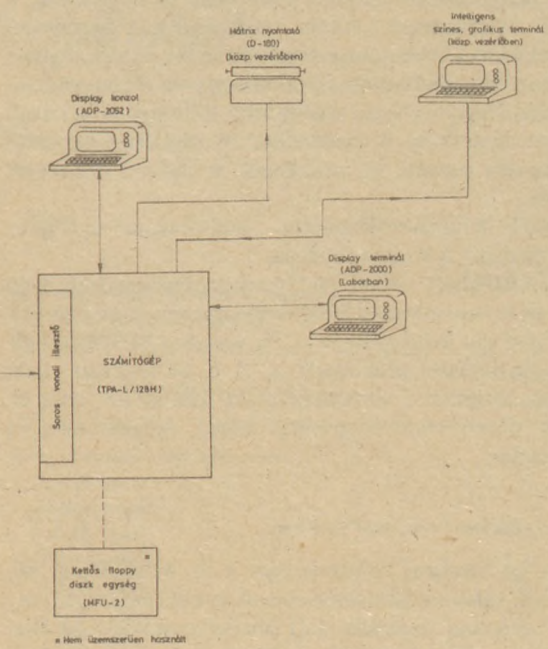 Intelligens
színes, grafikus terminál
(közp. vezérlőben)
Mátrix nyomtató
(D-180)
(közp. vezérlőben)
Display konzol
(ADP-2052)
Display terminál
(ADP-2000)
(Laborban)
Soros vonali illesztő
SZÁMÍTÓGÉP
(TPA-L/128H)
*
Kettős floppy
diszk egység
(MFU-2)
* Nem üzemszerűen használt